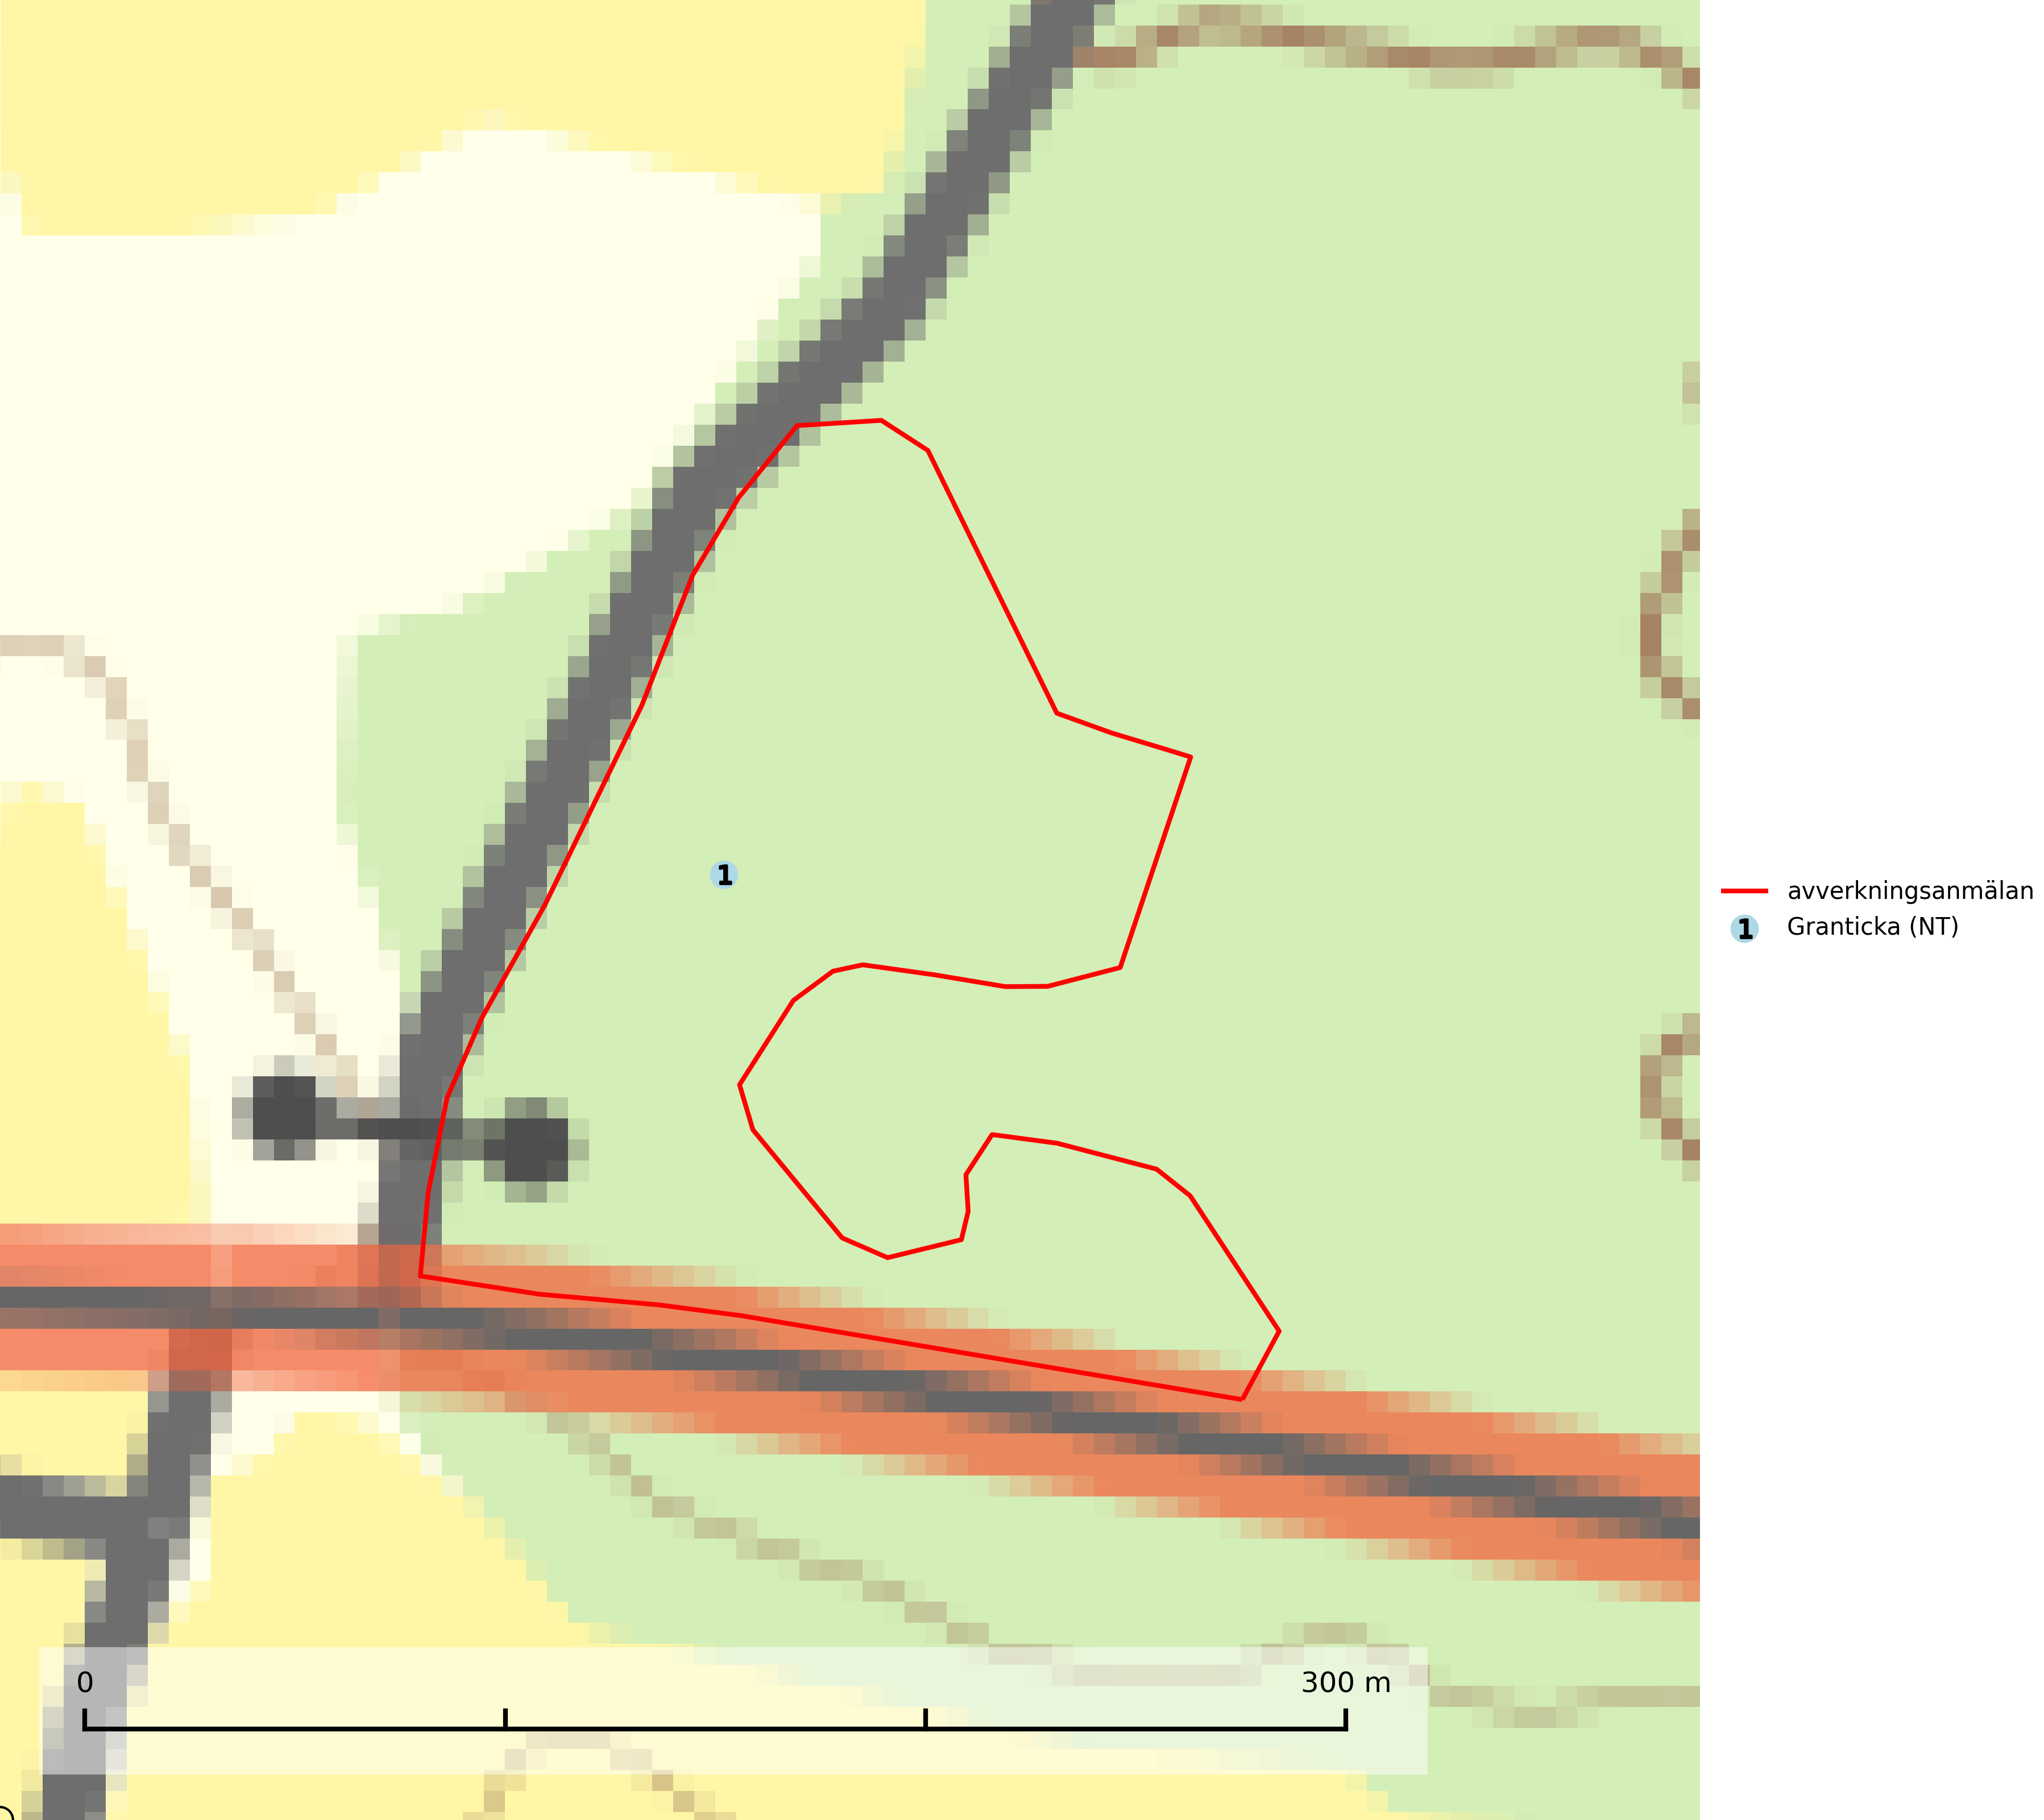 1
avverkningsanmälan
1 Granticka (NT)
0 300 m